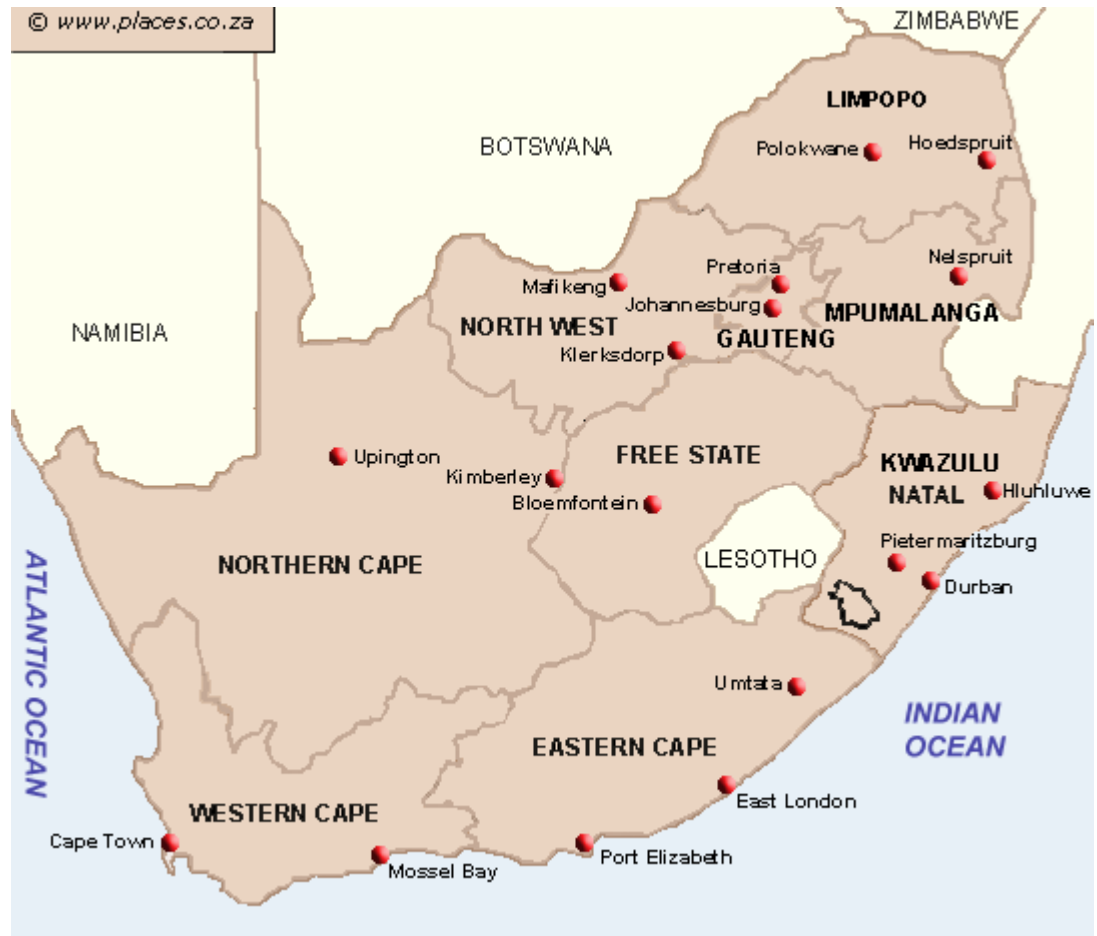 © www.places.co.za
ZIMBABWE
LIMPOPO
BOTSWANA
Polokwane
Hoedspruit
Pretoria
Nelspruit
Mafikeng
Johannesburg
MPUMALANGA
NAMIBIA
NORTH WEST
GAUTENG
Klerksdorp
Upington
FREE STATE
KWAZULU
NATAL
Kimberley
Hluhluwe
Bloemfontein
Pietermaritzburg
LESOTHO
NORTHERN CAPE
Durban
ATLANTIC OCEAN
Umtata
INDIAN
OCEAN
EASTERN CAPE
East London
WESTERN CAPE
Cape Town
Port Elizabeth
Mossel Bay